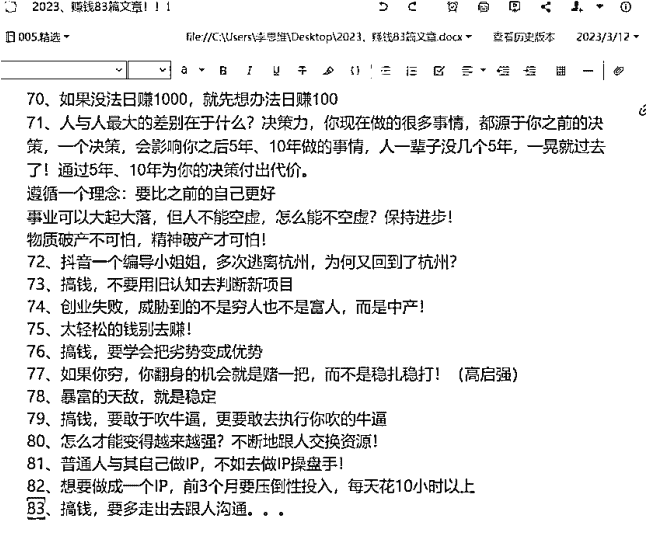 2023、赚钱83篇文章！！1
005.精选
file://C:\Users\李思维\Desktop\2023、赚钱83篇文章.docx
查看历史版本
2023/3/12
a B I U T
70、如果没法日赚1000，就先想办法日赚100
71、人与人最大的差别在于什么？决策力，你现在做的很多事情，都源于你之前的决
策，一个决策，会影响你之后5年、10年做的事情，人一辈子没几个5年，一晃就过去
了！通过5年、10年为你的决策付出代价。
遵循一个理念：要比之前的自己更好
事业可以大起大落，但人不能空虚，怎么能不空虚？保持进步！
物质破产不可怕，精神破产才可怕！
72、抖音一个编导小姐姐，多次逃离杭州，为何又回到了杭州？
73、搞钱，不要用旧认知去判断新项目
74、创业失败，威胁到的不是穷人也不是富人，而是中产！
75、太轻松的钱别去赚！
76、搞钱，要学会把劣势变成优势
77、如果你穷，你翻身的机会就是赌一把，而不是稳扎稳打！（高启强）
78、暴富的天敌，就是稳定
79、搞钱，要敢于吹牛逼，更要敢去执行你吹的牛逼
80、怎么才能变得越来越强？不断地跟人交换资源！
81、普通人与其自己做IP，不如去做IP操盘手！
82、想要做成一个IP，前3个月要压倒性投入，每天花10小时以上
83、搞钱，要多走出去跟人沟通。。。